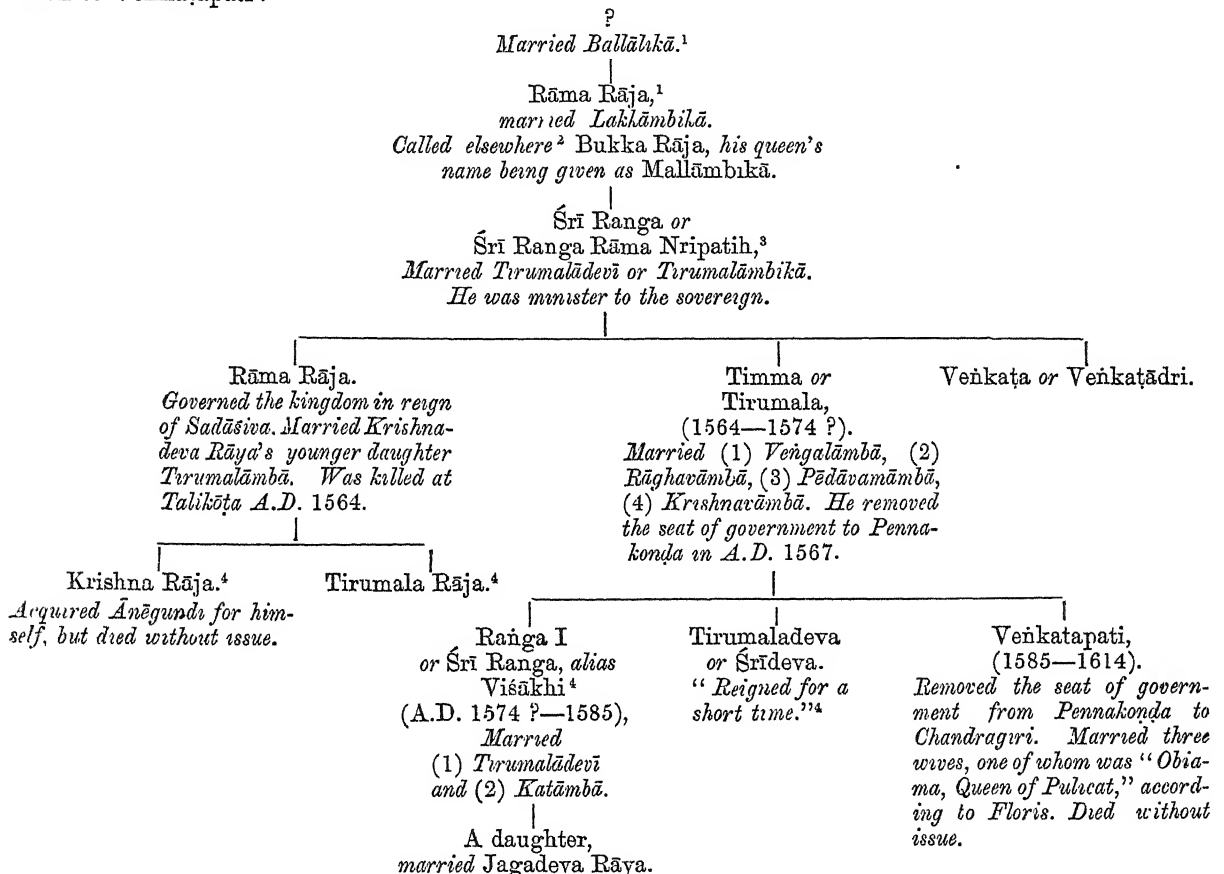 ?
Married Ballālikā.¹
Rāma Rāja,¹
married Lakhāmbikā.
Called elsewhere² Bukka Rāja, his queen's
name being given as Mallāmbikā.
Śrī Ranga or
Śrī Ranga Rāma Nripatih,³
Married Tirumalādevī or Tirumalāmbikā.
He was minister to the sovereign.
Rāma Rāja.
Governed the kingdom in reign
of Sadāśiva. Married Krishna-
deva Rāya's younger daughter
Tirumalāmbā. Was killed at
Talikōṭa A.D. 1564.
Timma or
Tirumala,
(1564—1574 ?).
Married (1) Veṅgalāmbā, (2)
Rāghavāmbā, (3) Pēdāvamāmbā,
(4) Krishnavāmbā. He removed
the seat of government to Penna-
konḍa in A.D. 1567.
Veṅkaṭa or Veṅkaṭādri.
Krishna Rāja.⁴
Acquired Ānēgundi for him-
self, but died without issue.
Tirumala Rāja.⁴
Raṅga I
or Śrī Ranga, alias
Viśākhi⁴
(A.D. 1574 ?—1585),
Married
(1) Tirumalādevī
and (2) Katāmbā.
Tirumaladeva
or Śrīdeva.
"Reigned for a
short time."⁴
Veṅkatapati,
(1585—1614).
Removed the seat of govern-
ment from Pennakoṇḍa to
Chandragiri. Married three
wives, one of whom was "Obia-
ma, Queen of Pulicat," accord-
ing to Floris. Died without
issue.
A daughter,
married Jagadeva Rāya.